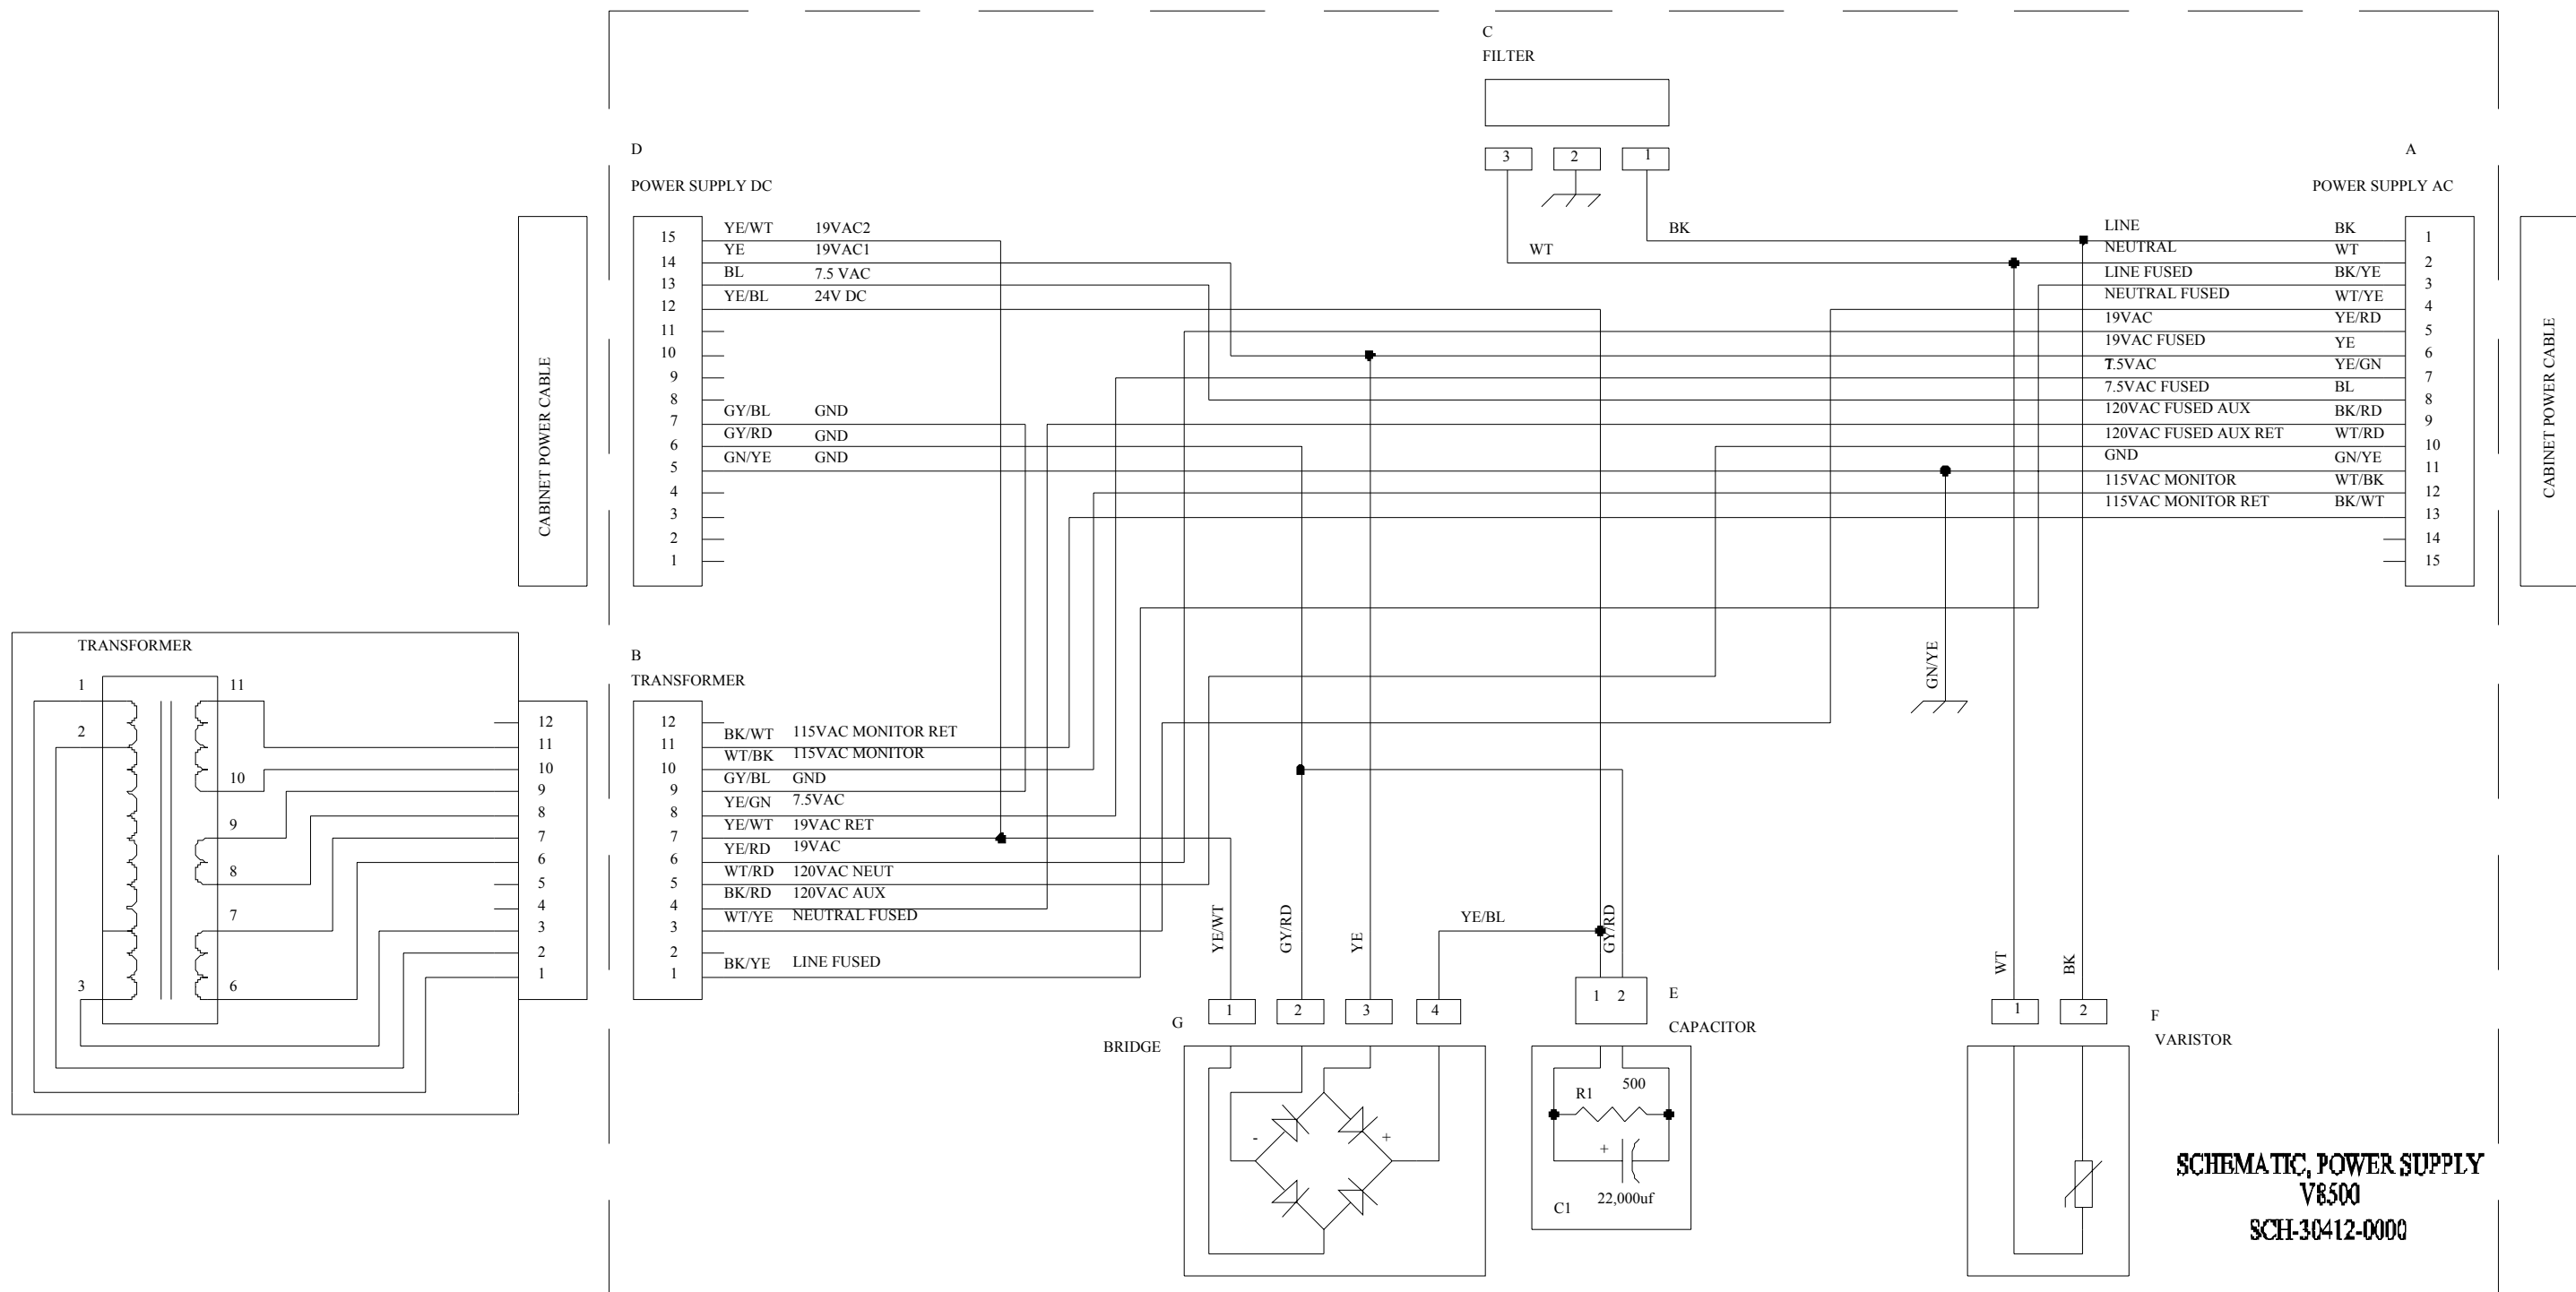 C
FILTER
3 2 1
D
POWER SUPPLY DC
A
POWER SUPPLY AC
CABINET POWER CABLE
15 YE/WT 19VAC2
14 YE 19VAC1
13 BL 7.5 VAC
12 YE/BL 24V DC
11
10
9
8
7 GY/BL GND
6 GY/RD GND
5 GN/YE GND
4
3
2
1
BK
WT
LINE BK 1
NEUTRAL WT 2
LINE FUSED BK/YE 3
NEUTRAL FUSED WT/YE 4
19VAC YE/RD 5
19VAC FUSED YE 6
7.5VAC YE/GN 7
7.5VAC FUSED BL 8
120VAC FUSED AUX BK/RD 9
120VAC FUSED AUX RET WT/RD 10
GND GN/YE 11
115VAC MONITOR WT/BK 12
115VAC MONITOR RET BK/WT 13
14
15
CABINET POWER CABLE
GN/YE
TRANSFORMER
1
2
3
11
10
9
8
7
6
12
11
10
9
8
7
6
5
4
3
2
1
B
TRANSFORMER
12
11 BK/WT 115VAC MONITOR RET
10 WT/BK 115VAC MONITOR
9 GY/BL GND
8 YE/GN 7.5VAC
7 YE/WT 19VAC RET
6 YE/RD 19VAC
5 WT/RD 120VAC NEUT
4 BK/RD 120VAC AUX
3 WT/YE NEUTRAL FUSED
2
1 BK/YE LINE FUSED
YE/WT
GY/RD
YE
YE/BL
GY/RD
WT
BK
G
BRIDGE
1 2 3 4
- +
1 2
E
CAPACITOR
500
R1
+
22,000uf
C1
1 2
F
VARISTOR
SCHEMATIC, POWER SUPPLY
V8500
SCH-30412-0000